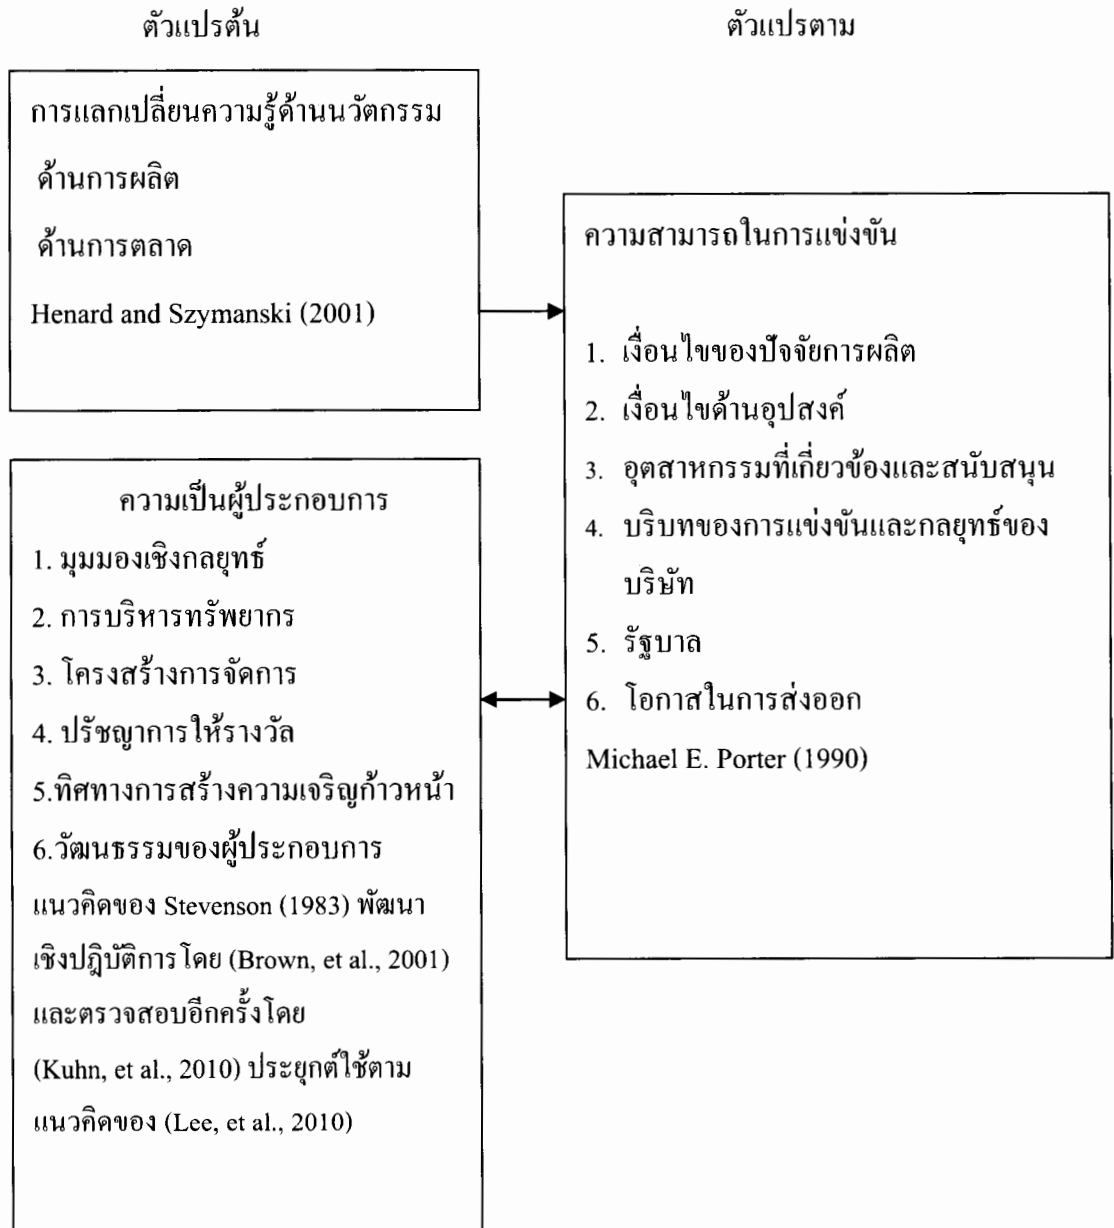 ตัวแปรต้น
ตัวแปรตาม
การแลกเปลี่ยนความรู้ด้านนวัตกรรม
ด้านการผลิต
ด้านการตลาด
Henard and Szymanski (2001)
ความเป็นผู้ประกอบการ
1. มุมมองเชิงกลยุทธ์
2. การบริหารทรัพยากร
3. โครงสร้างการจัดการ
4. ปรัชญาการให้รางวัล
5.ทิศทางการสร้างความเจริญก้าวหน้า
6.วัฒนธรรมของผู้ประกอบการ
แนวคิดของ Stevenson (1983) พัฒนา
เชิงปฎิบัติการ โดย (Brown, et al., 2001)
และตรวจสอบอีกครั้งโดย
(Kuhn, et al., 2010) ประยุกต์ใช้ตาม
แนวคิดของ (Lee, et al., 2010)
ความสามารถในการแข่งขัน
1. เงื่อนไขของปัจจัยการผลิต
2. เงื่อนไขด้านอุปสงค์
3. อุตสาหกรรมที่เกี่ยวข้องและสนับสนุน
4. บริบทของการแข่งขันและกลยุทธ์ของ
บริษัท
5. รัฐบาล
6. โอกาสในการส่งออก
Michael E. Porter (1990)